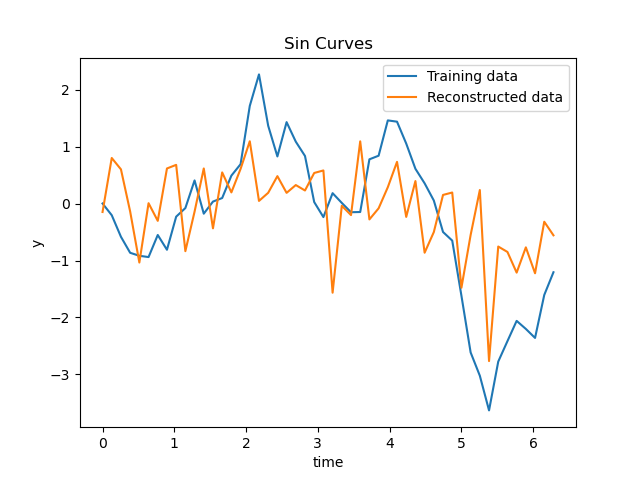 Sin Curves
Training data
Reconstructed data
2
1
0
−1
−2
−3
y
0 1 2 3 4 5 6
time